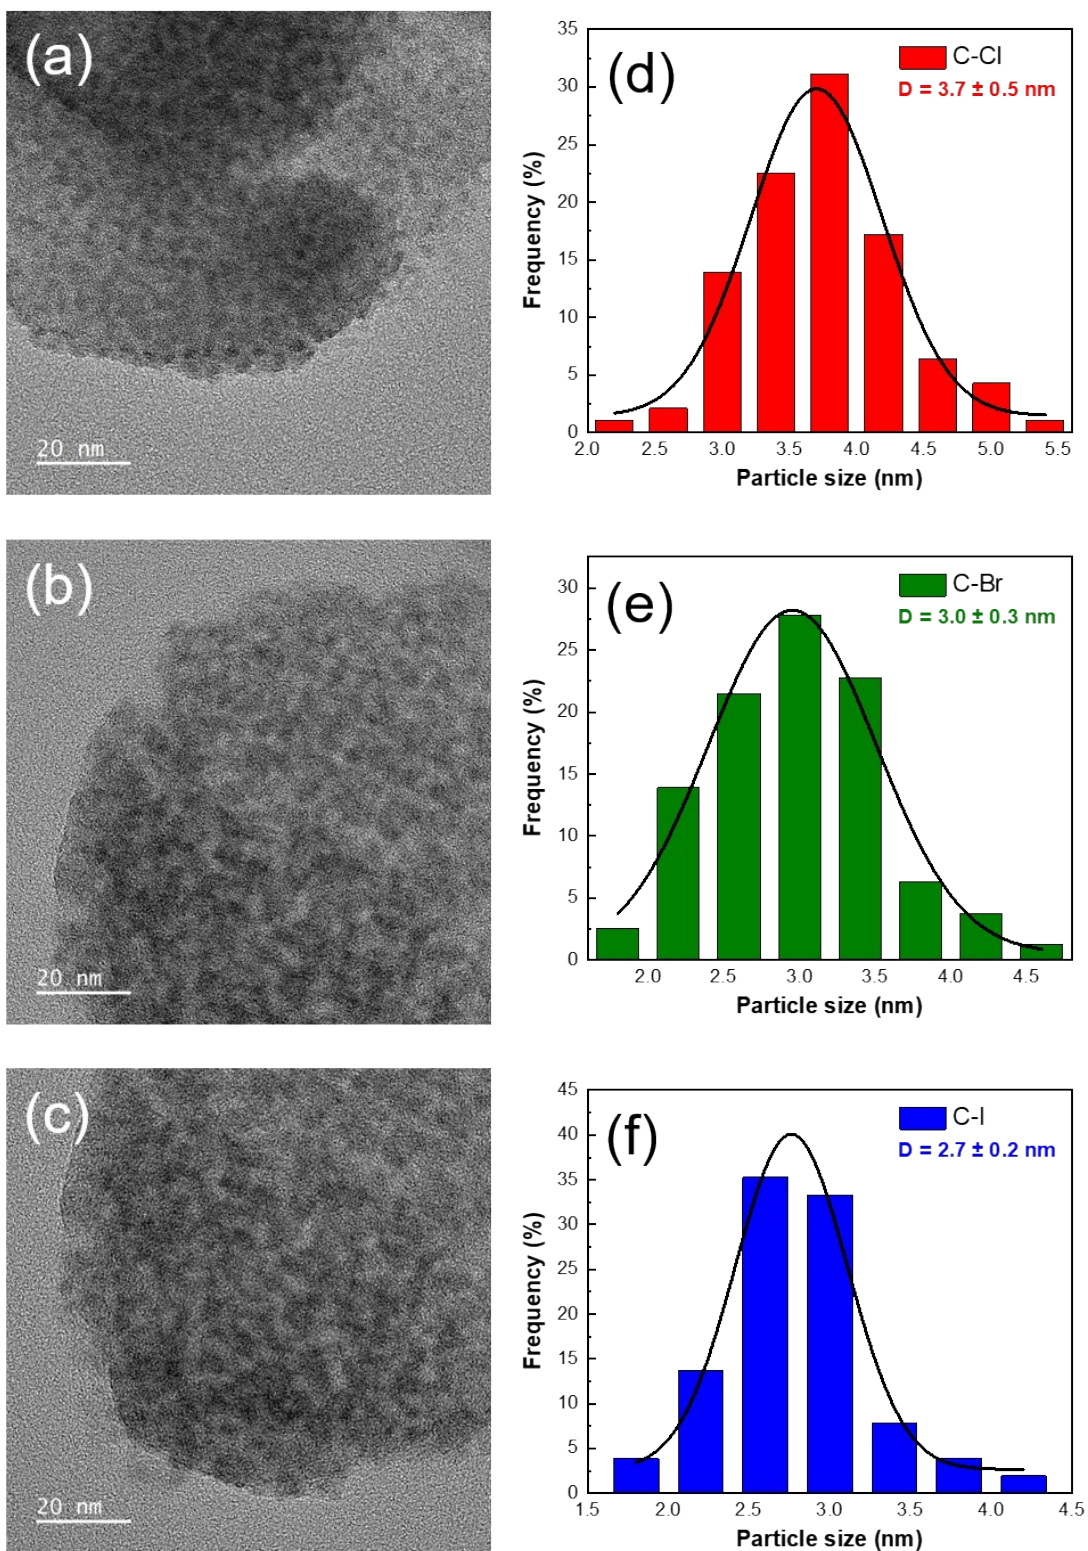 (a)
20 nm
(d)
C-Cl
D = 3.7 ± 0.5 nm
Frequency (%)
35
30
25
20
15
10
5
0
2.0 2.5 3.0 3.5 4.0 4.5 5.0 5.5
Particle size (nm)
(b)
20 nm
(e)
C-Br
D = 3.0 ± 0.3 nm
Frequency (%)
30
25
20
15
10
5
0
2.0 2.5 3.0 3.5 4.0 4.5
Particle size (nm)
(c)
20 nm
(f)
C-I
D = 2.7 ± 0.2 nm
Frequency (%)
45
40
35
30
25
20
15
10
5
0
1.5 2.0 2.5 3.0 3.5 4.0 4.5
Particle size (nm)